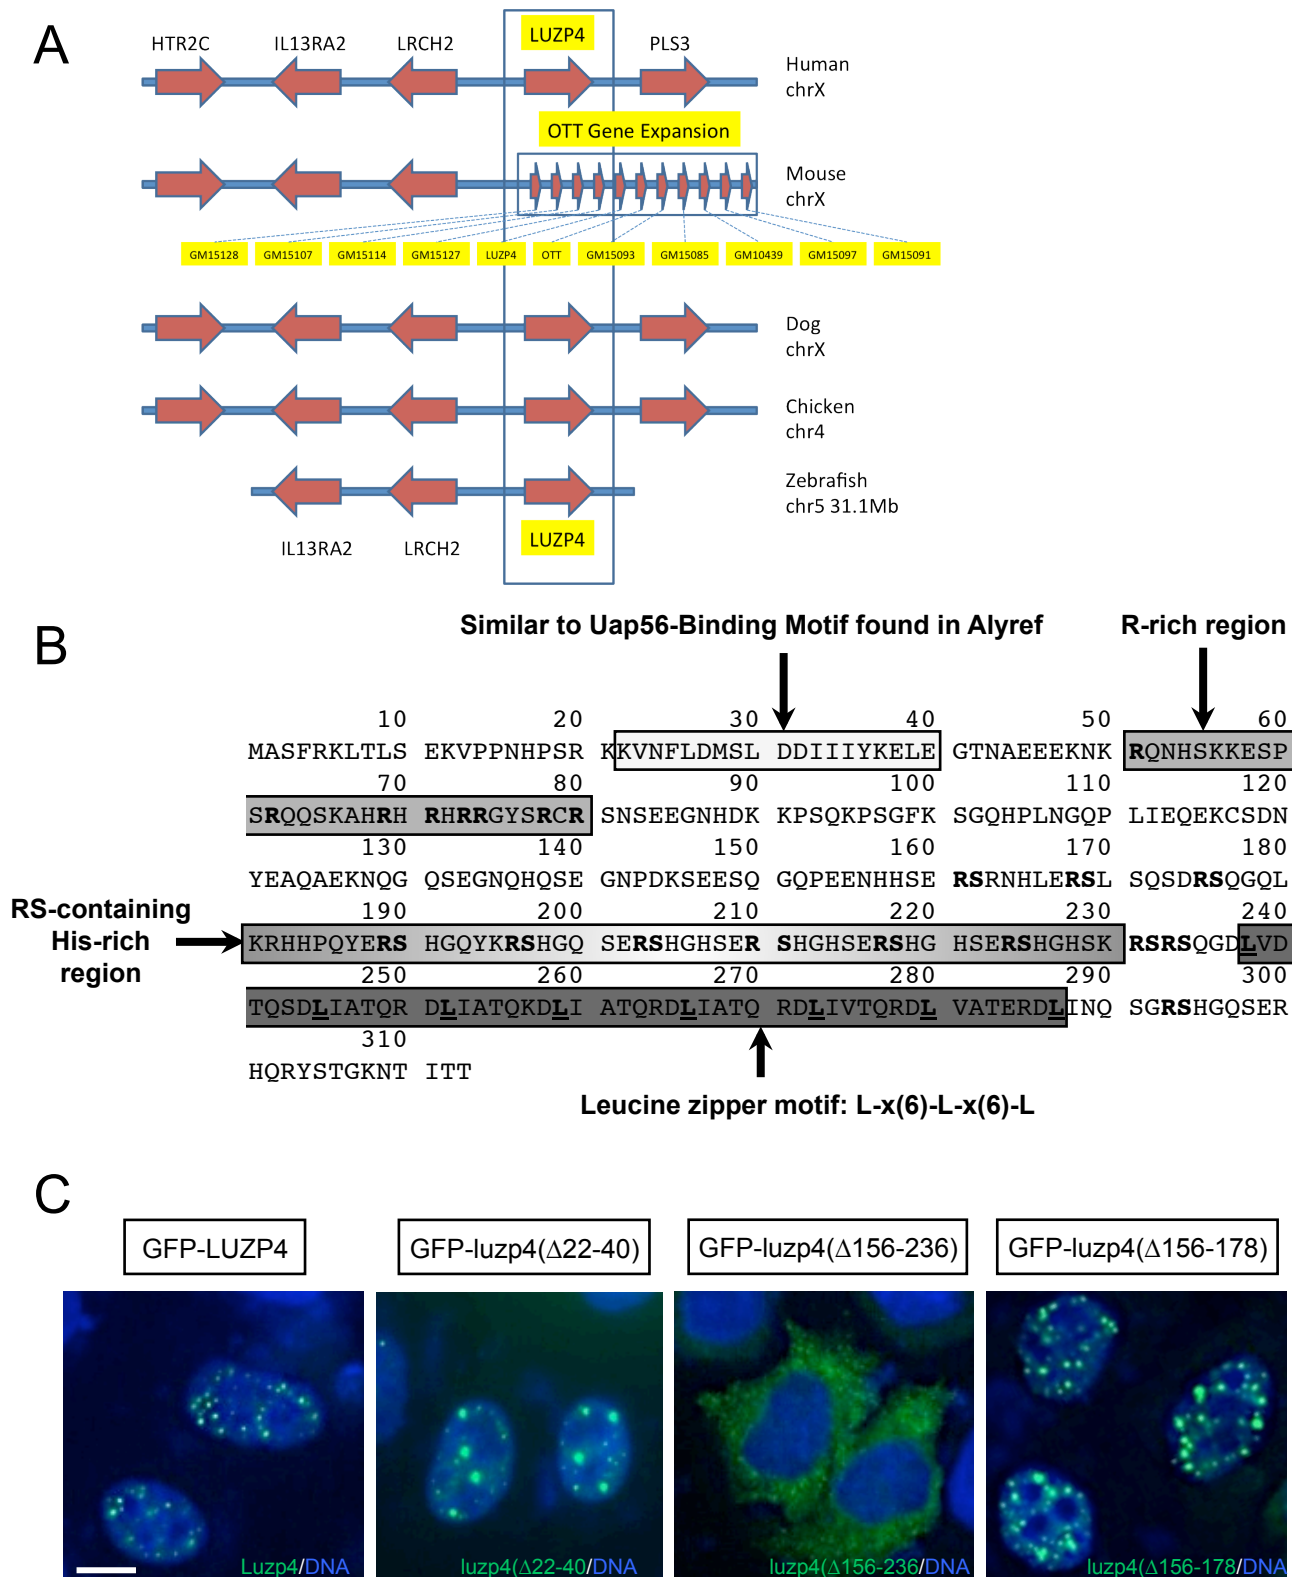 A
HTR2C IL13RA2 LRCH2 LUZP4 PLS3
Human
chrX
OTT Gene Expansion
Mouse
chrX
GM15128 GM15107 GM15114 GM15127 LUZP4 OTT GM15093 GM15085 GM10439 GM15097 GM15091
Dog
chrX
Chicken
chr4
Zebrafish
chr5 31.1Mb
IL13RA2 LRCH2 LUZP4
B
Similar to Uap56-Binding Motif found in Alyref R-rich region
10 20 30 40 50 60
MASFRKLTLS EKVPPNHPSR KKVNFLDMSL DDIIIYKELE GTNAEEEKNK RQNHSKKESP
70 80 90 100 110 120
SRQQSKAHRH RHRRGYSRCR SNSEEGNHDK KPSQKPSGFK SGQHPLNGQP LIEQEKCSDN
130 140 150 160 170 180
YEAQAEKNQG QSEGNQHQSE GNPDKSEESQ GQPEENHHSE RSRNHLERSL SQSDRSQGQL
RS-containing
His-rich
region
190 200 210 220 230 240
KRHHPQYERS HGQYKRSHGQ SERSHGHSER SHGHSERSHG HSERSHGHSK RSRSQGDLVD
250 260 270 280 290 300
TQSDLIATQR DLIATQKDLI ATQRDLIATQ RDLIVTQRDL VATERDLINQ SGRSHGQSER
310
HQRYSTGKNT ITT
Leucine zipper motif: L-x(6)-L-x(6)-L
C
GFP-LUZP4 GFP-luzp4(Δ22-40) GFP-luzp4(Δ156-236) GFP-luzp4(Δ156-178)
Luzp4/DNA luzp4(Δ22-40/DNA luzp4(Δ156-236/DNA luzp4(Δ156-178/DNA